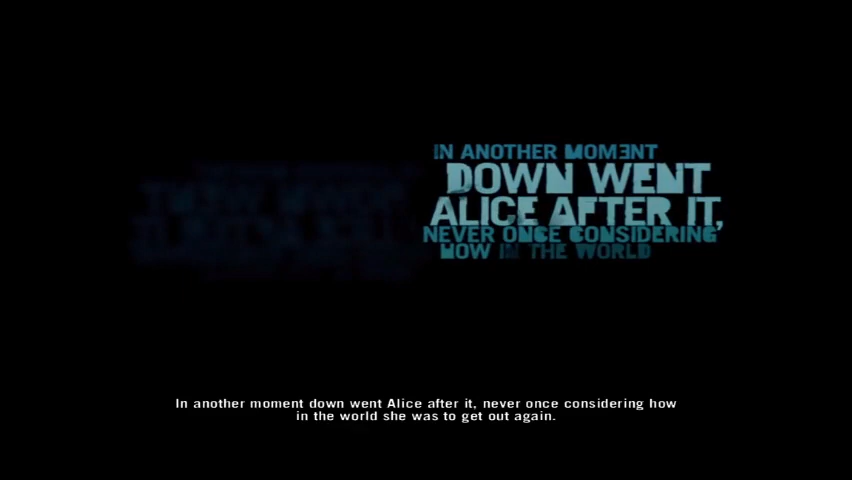 IN ANOTHER MOMENT
DOWN WENT
ALICE AFTER IT,
NEVER ONCE CONSIDERING
HOW IN THE WORLD
In another moment down went Alice after it, never once considering how
in the world she was to get out again.